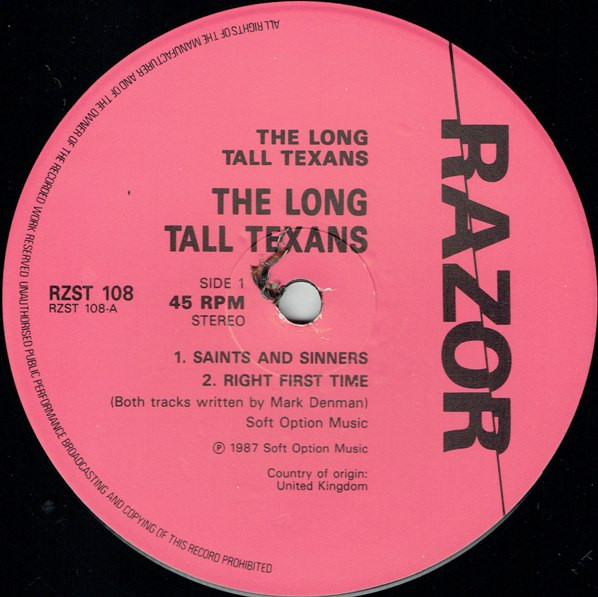 THE LONG
TALL TEXANS
THE LONG
TALL TEXANS
RZST 108
RZST 108-A
SIDE 1
45 RPM
STEREO
1. SAINTS AND SINNERS
2. RIGHT FIRST TIME
(Both tracks written by Mark Denman)
Soft Option Music
Ⓟ 1987 Soft Option Music
Country of origin:
United Kingdom
RAZOR
ALL RIGHTS OF THE MANUFACTURER AND OF THE OWNER OF THE RECORDED WORK RESERVED UNAUTHORISED PUBLIC PERFORMANCE BROADCASTING AND COPYING OF THIS RECORD PROHIBITED